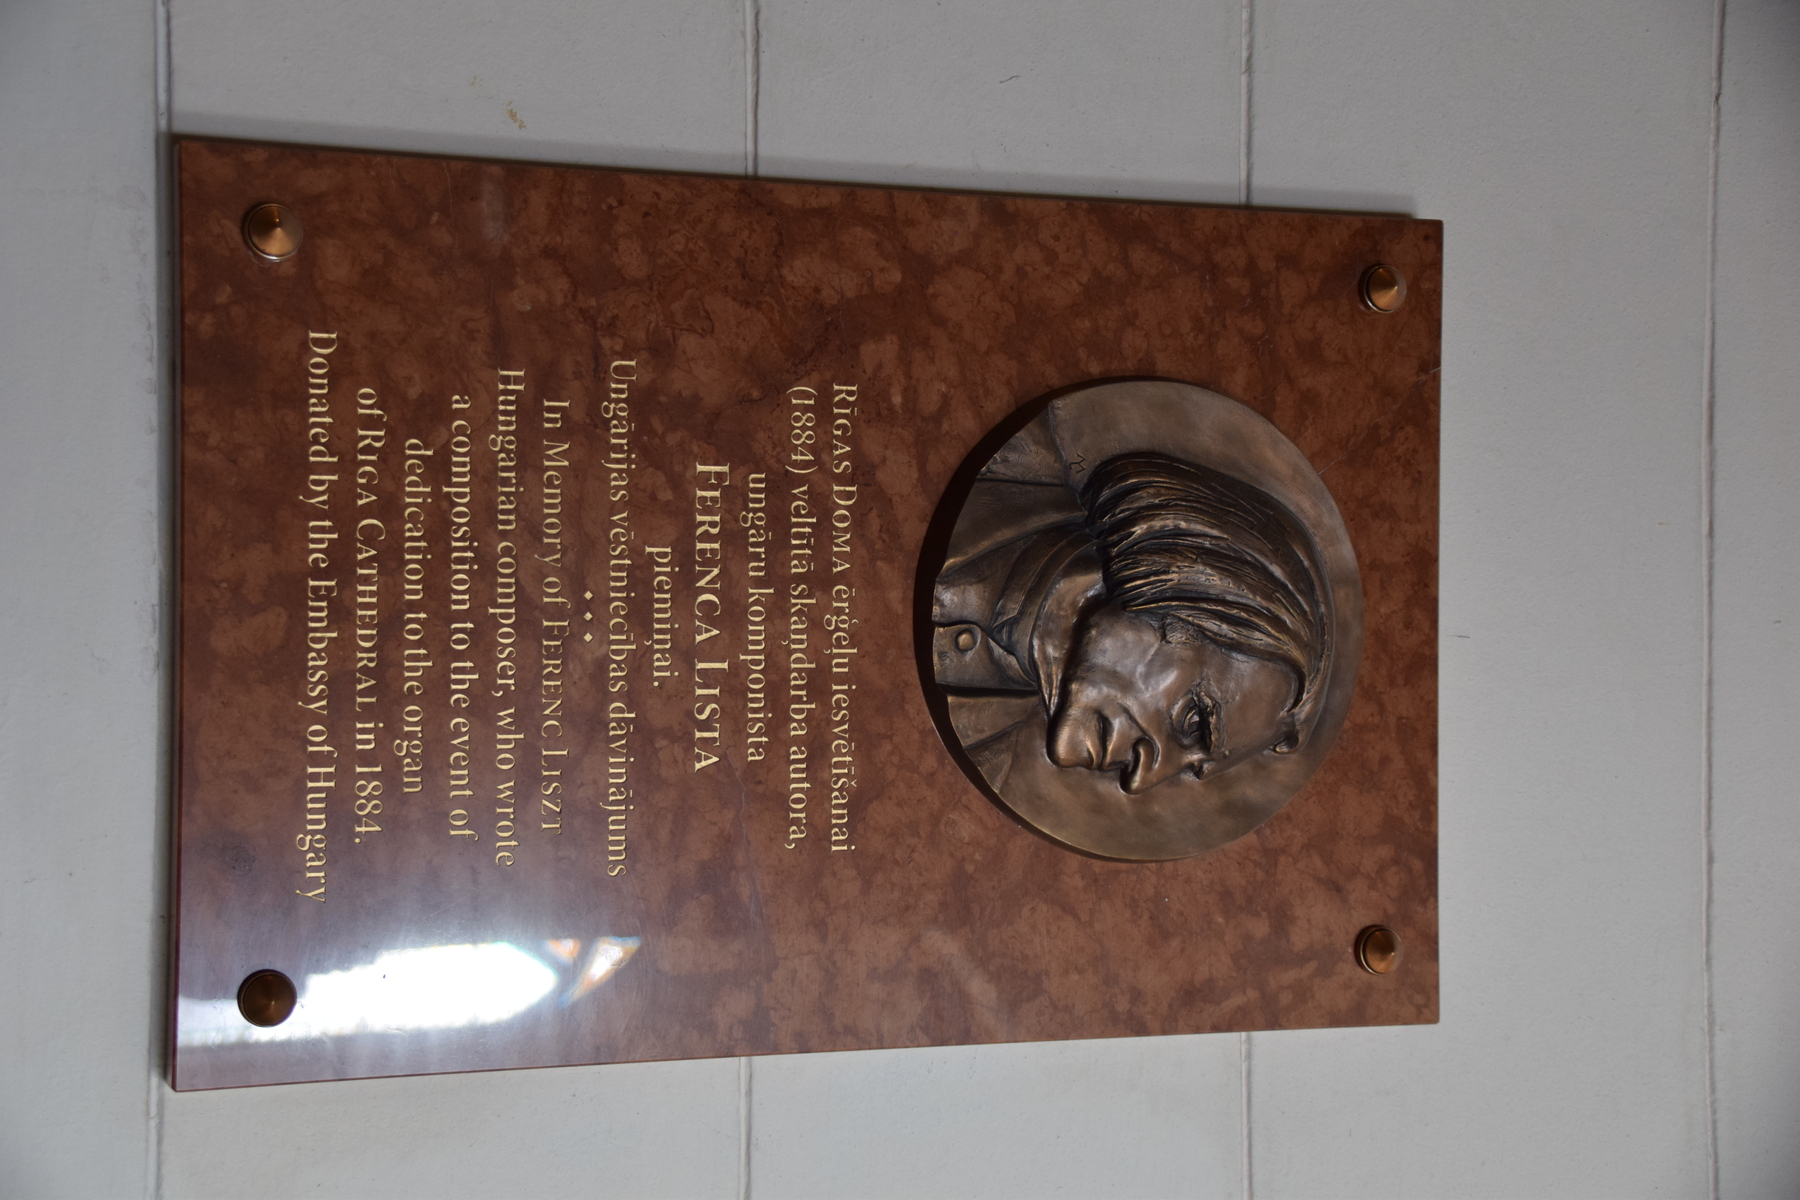 RĪGAS DOMA ērģeļu iesvētīšanai
(1884) veltītā skaņdarba autora,
ungāru komponista
FERENCA LISTA
piemiņai.
Ungārijas vēstniecības dāvinājums
In Memory of FERENC LISZT
Hungarian composer, who wrote
a composition to the event of
dedication to the organ
of RIGA CATHEDRAL in 1884.
Donated by the Embassy of Hungary